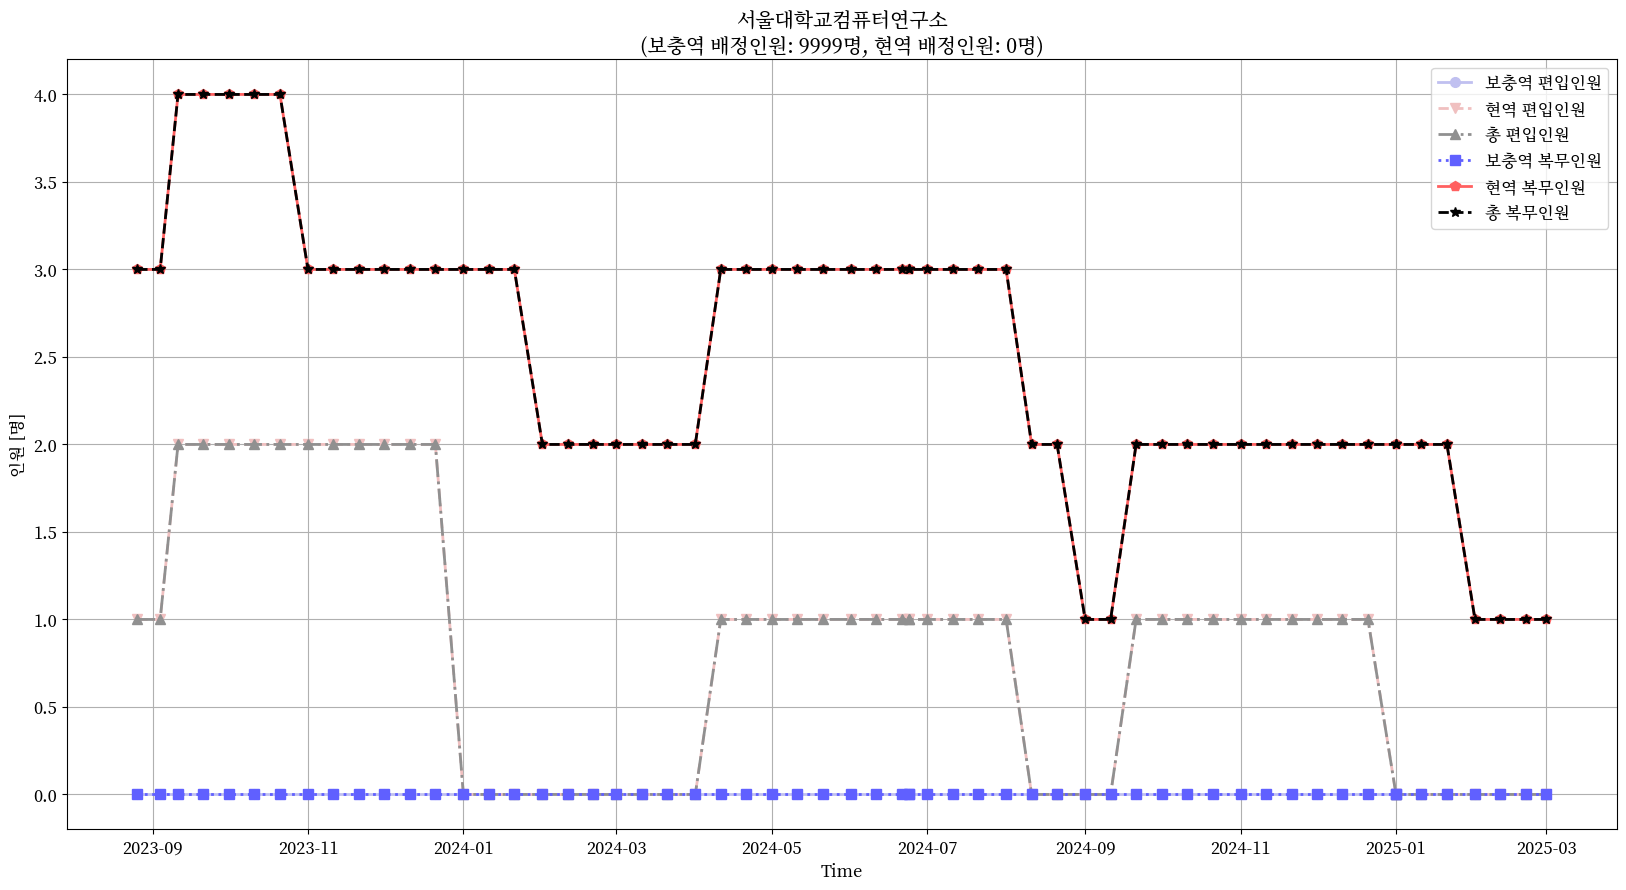 서울대학교컴퓨터연구소
(보충역 배정인원: 9999명, 현역 배정인원: 0명)
보충역 편입인원
현역 편입인원
총 편입인원
보충역 복무인원
현역 복무인원
총 복무인원
인원 [명]
4.0
3.5
3.0
2.5
2.0
1.5
1.0
0.5
0.0
2023-09
2023-11
2024-01
2024-03
2024-05
2024-07
2024-09
2024-11
2025-01
2025-03
Time